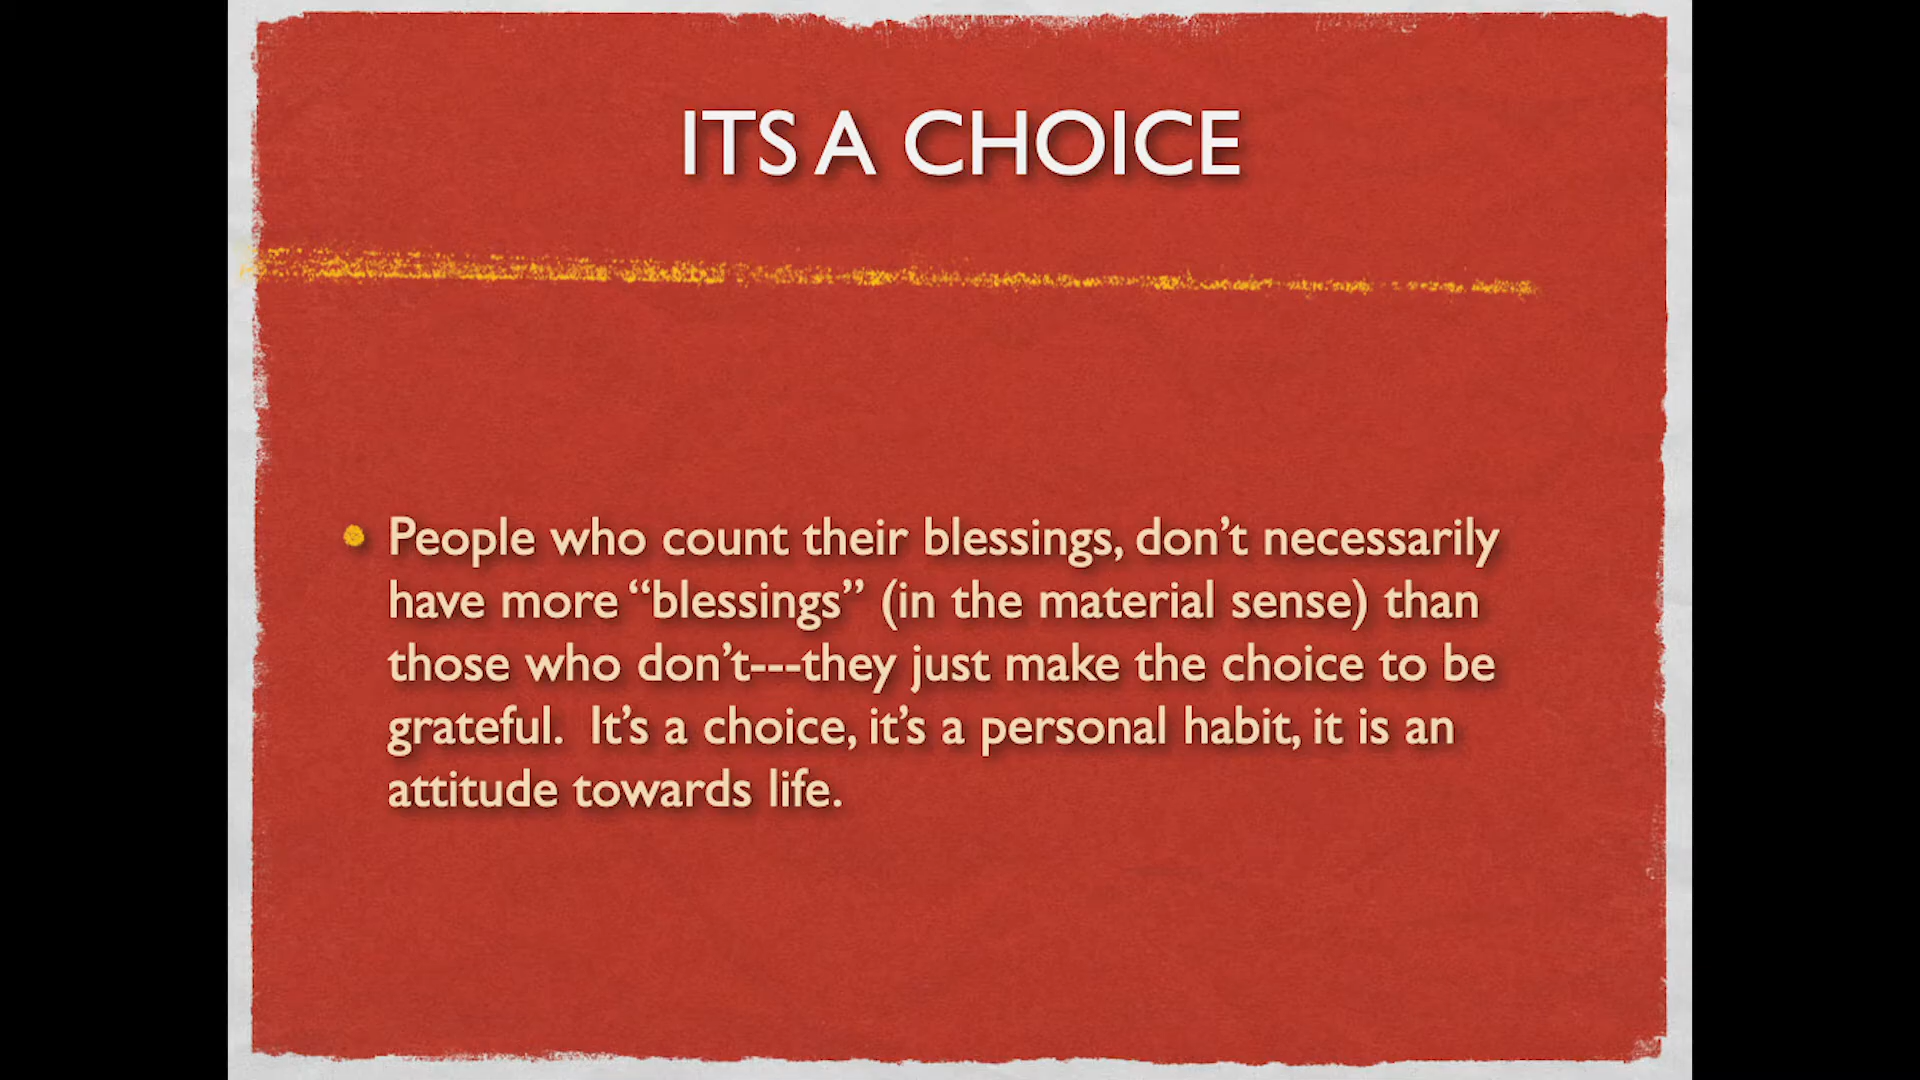 ITS A CHOICE
People who count their blessings, don’t necessarily
have more “blessings” (in the material sense) than
those who don’t---they just make the choice to be
grateful.  It’s a choice, it’s a personal habit, it is an
attitude towards life.